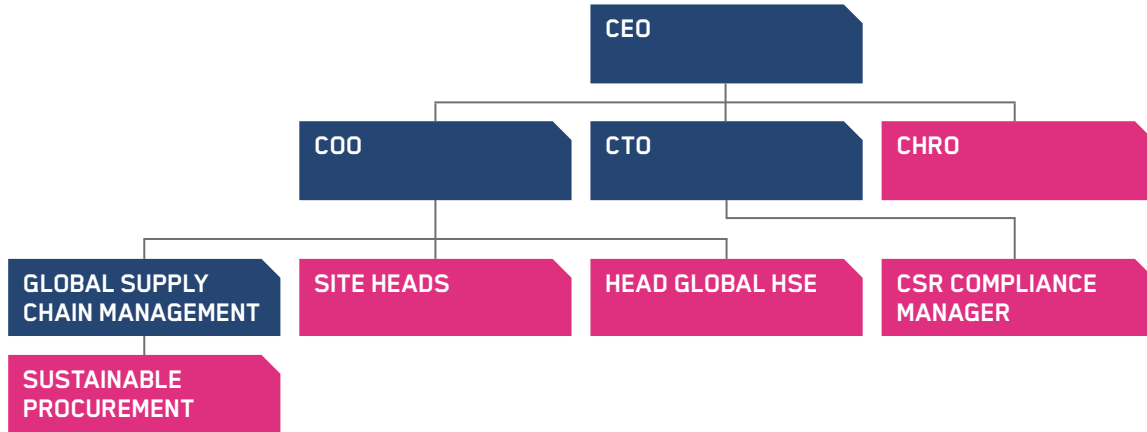 CEO
COO
CTO
CHRO
GLOBAL SUPPLY
CHAIN MANAGEMENT
SITE HEADS
HEAD GLOBAL HSE
CSR COMPLIANCE
MANAGER
SUSTAINABLE
PROCUREMENT